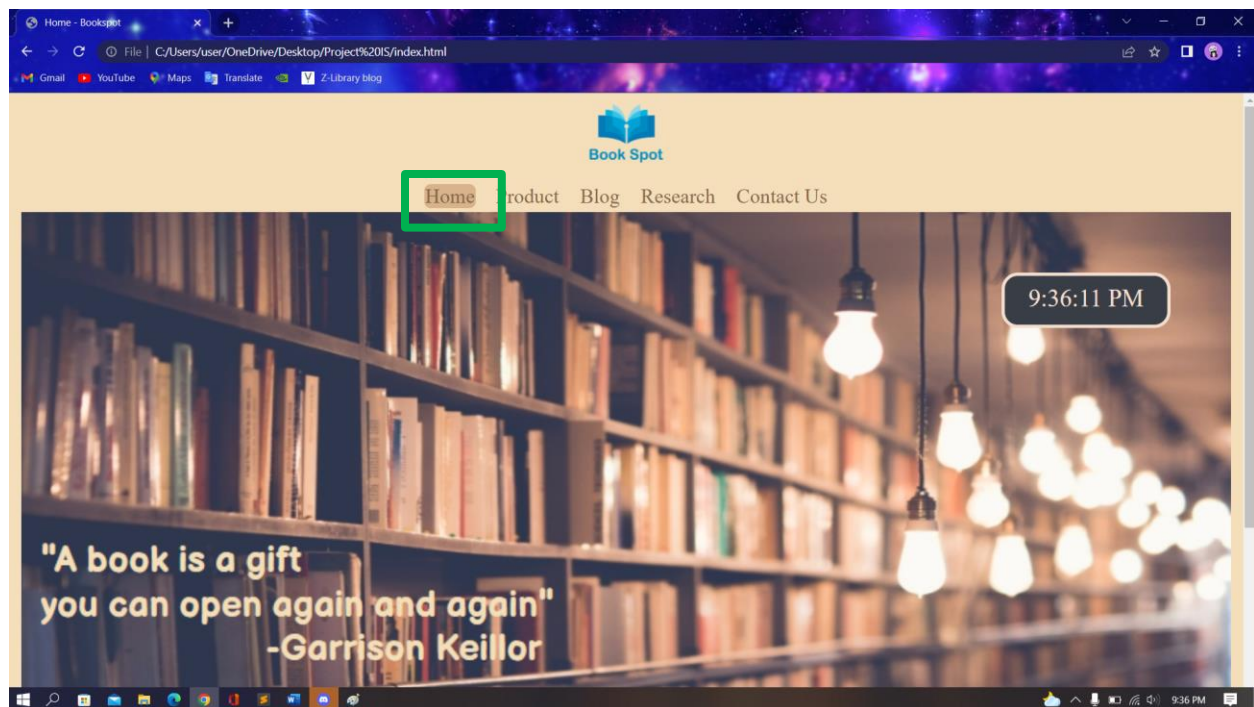 Home - Bookspot
File | C:/Users/user/OneDrive/Desktop/Project%20IS/index.html
Gmail YouTube Maps Translate Z-Library blog
Book Spot
Home Product Blog Research Contact Us
9:36:11 PM
"A book is a gift
you can open again and again"
-Garrison Keillor
9:36 PM